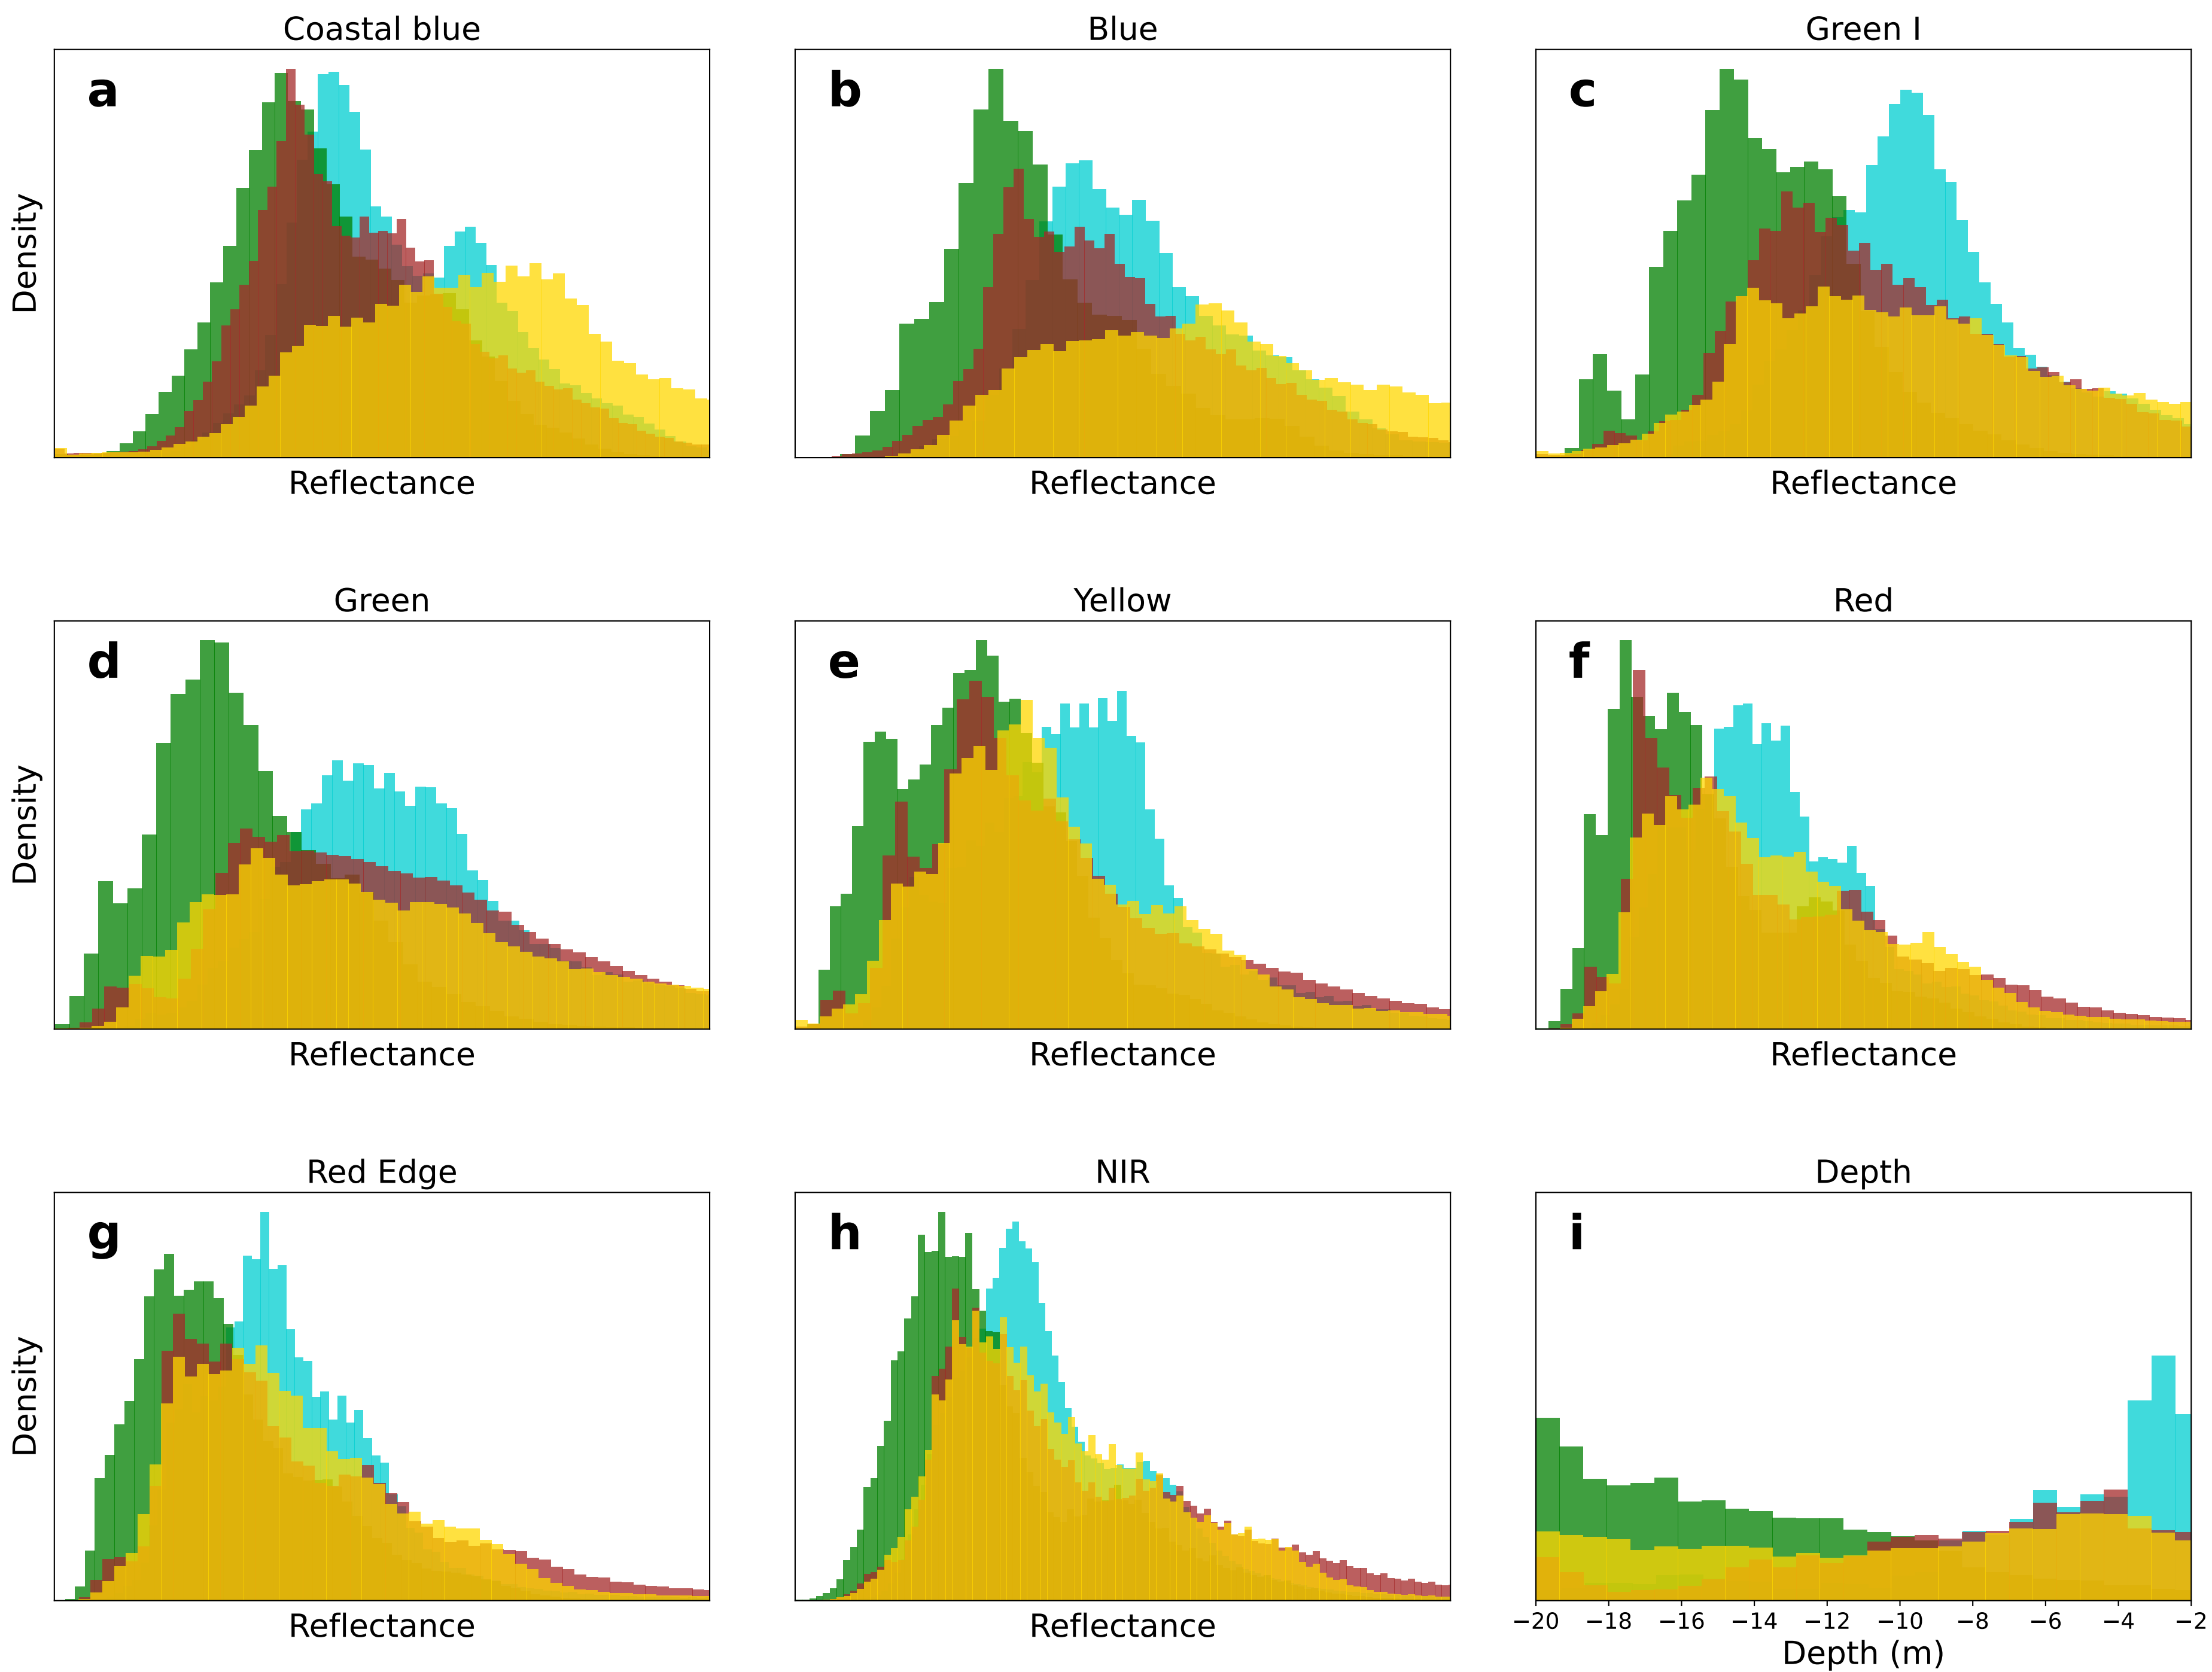 Coastal blue
Blue
Green I
a
b
c
Density
Reflectance
Reflectance
Reflectance
Green
Yellow
Red
d
e
f
Density
Reflectance
Reflectance
Reflectance
Red Edge
NIR
Depth
g
h
i
Density
Reflectance
Reflectance
−20 −18 −16 −14 −12 −10 −8 −6 −4 −2
Depth (m)